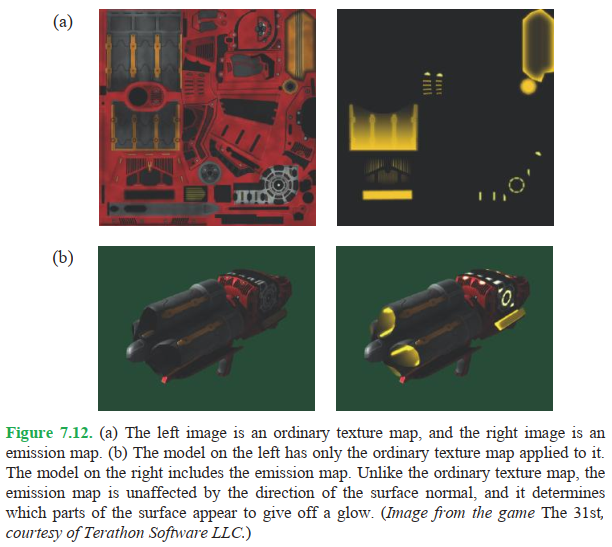 (a)
(b)
Figure 7.12. (a) The left image is an ordinary texture map, and the right image is an
emission map. (b) The model on the left has only the ordinary texture map applied to it.
The model on the right includes the emission map. Unlike the ordinary texture map, the
emission map is unaffected by the direction of the surface normal, and it determines
which parts of the surface appear to give off a glow. (Image from the game The 31st,
courtesy of Terathon Software LLC.)